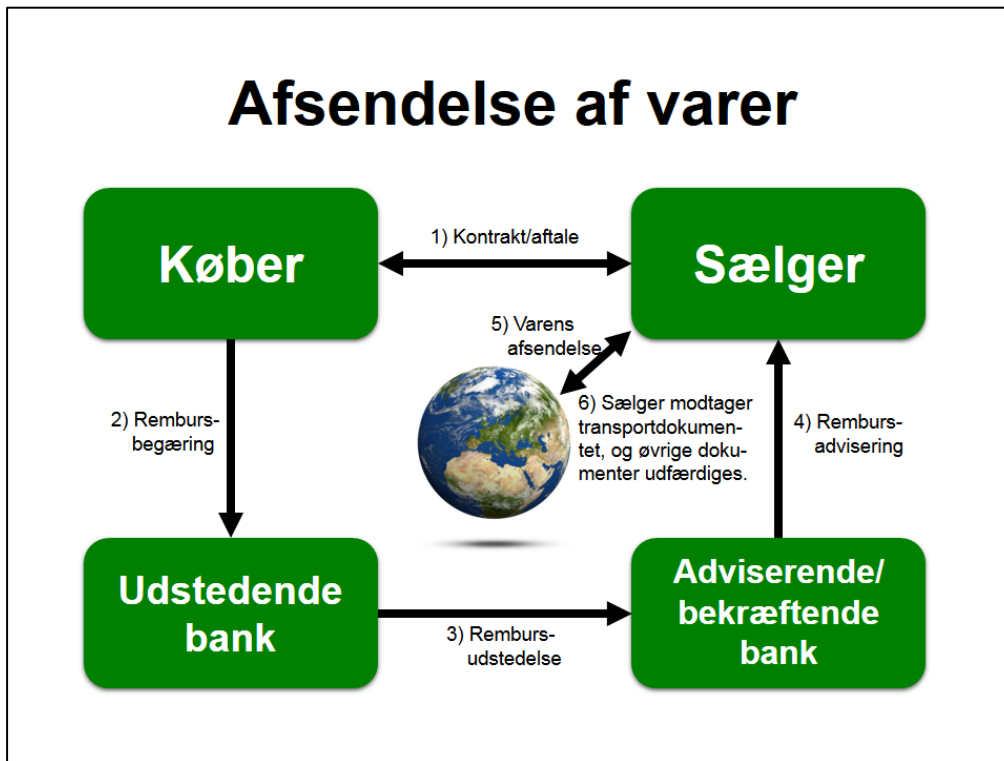 Afsendelse af varer
Køber
1) Kontrakt/aftale
Sælger
5) Varens
afsendelse
2) Remburs-
begæring
6) Sælger modtager
transportdokumen-
tet, og øvrige doku-
menter udfærdiges.
4) Remburs-
advisering
Udstedende
bank
3) Remburs-
udstedelse
Adviserende/
bekræftende
bank